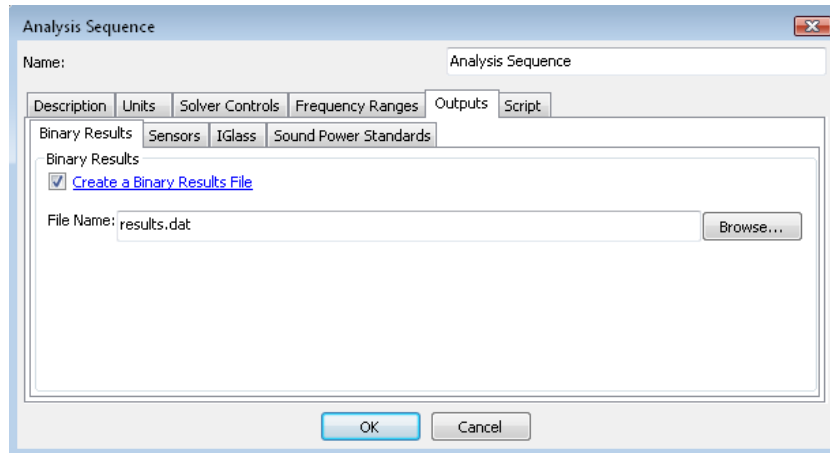 Analysis Sequence
Name: Analysis Sequence
Description Units Solver Controls Frequency Ranges Outputs Script
Binary Results Sensors IGlass Sound Power Standards
Binary Results
Create a Binary Results File
File Name: results.dat Browse...
OK Cancel